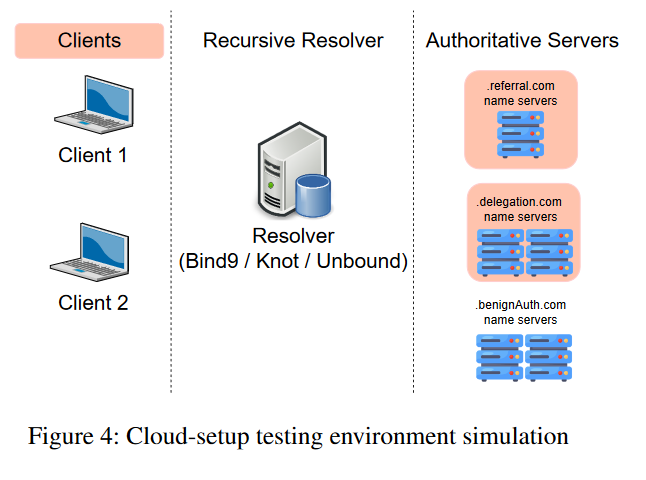 Clients
Recursive Resolver
Authoritative Servers
Client 1
Client 2
Resolver
(Bind9 / Knot / Unbound)
.referral.com
name servers
.delegation.com
name servers
.benignAuth.com
name servers
Figure 4: Cloud-setup testing environment simulation